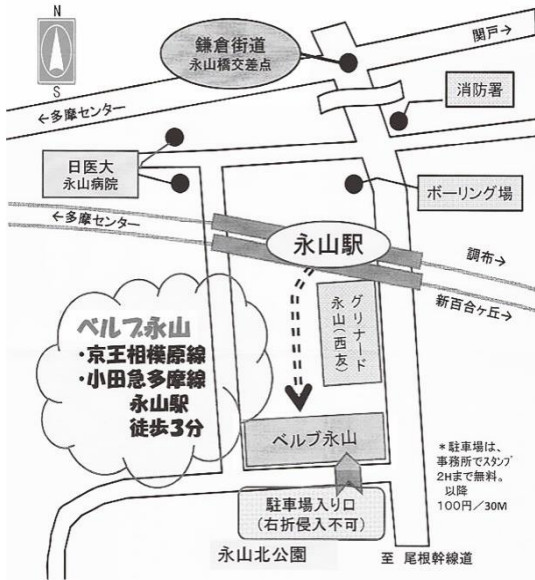 N
S
鎌倉街道
永山橋交差点
関戸→
←多摩センター
消防署
日医大
永山病院
ボーリング場
←多摩センター
永山駅
調布→
新百合ヶ丘→
グリナード
永山(西友)
ベルブ永山
・京王相模原線
・小田急多摩線
永山駅
徒歩3分
ベルブ永山
*駐車場は、
事務所でスタンプ
2Hまで無料。
以降
100円/30M
駐車場入り口
(右折侵入不可)
永山北公園
至 尾根幹線道